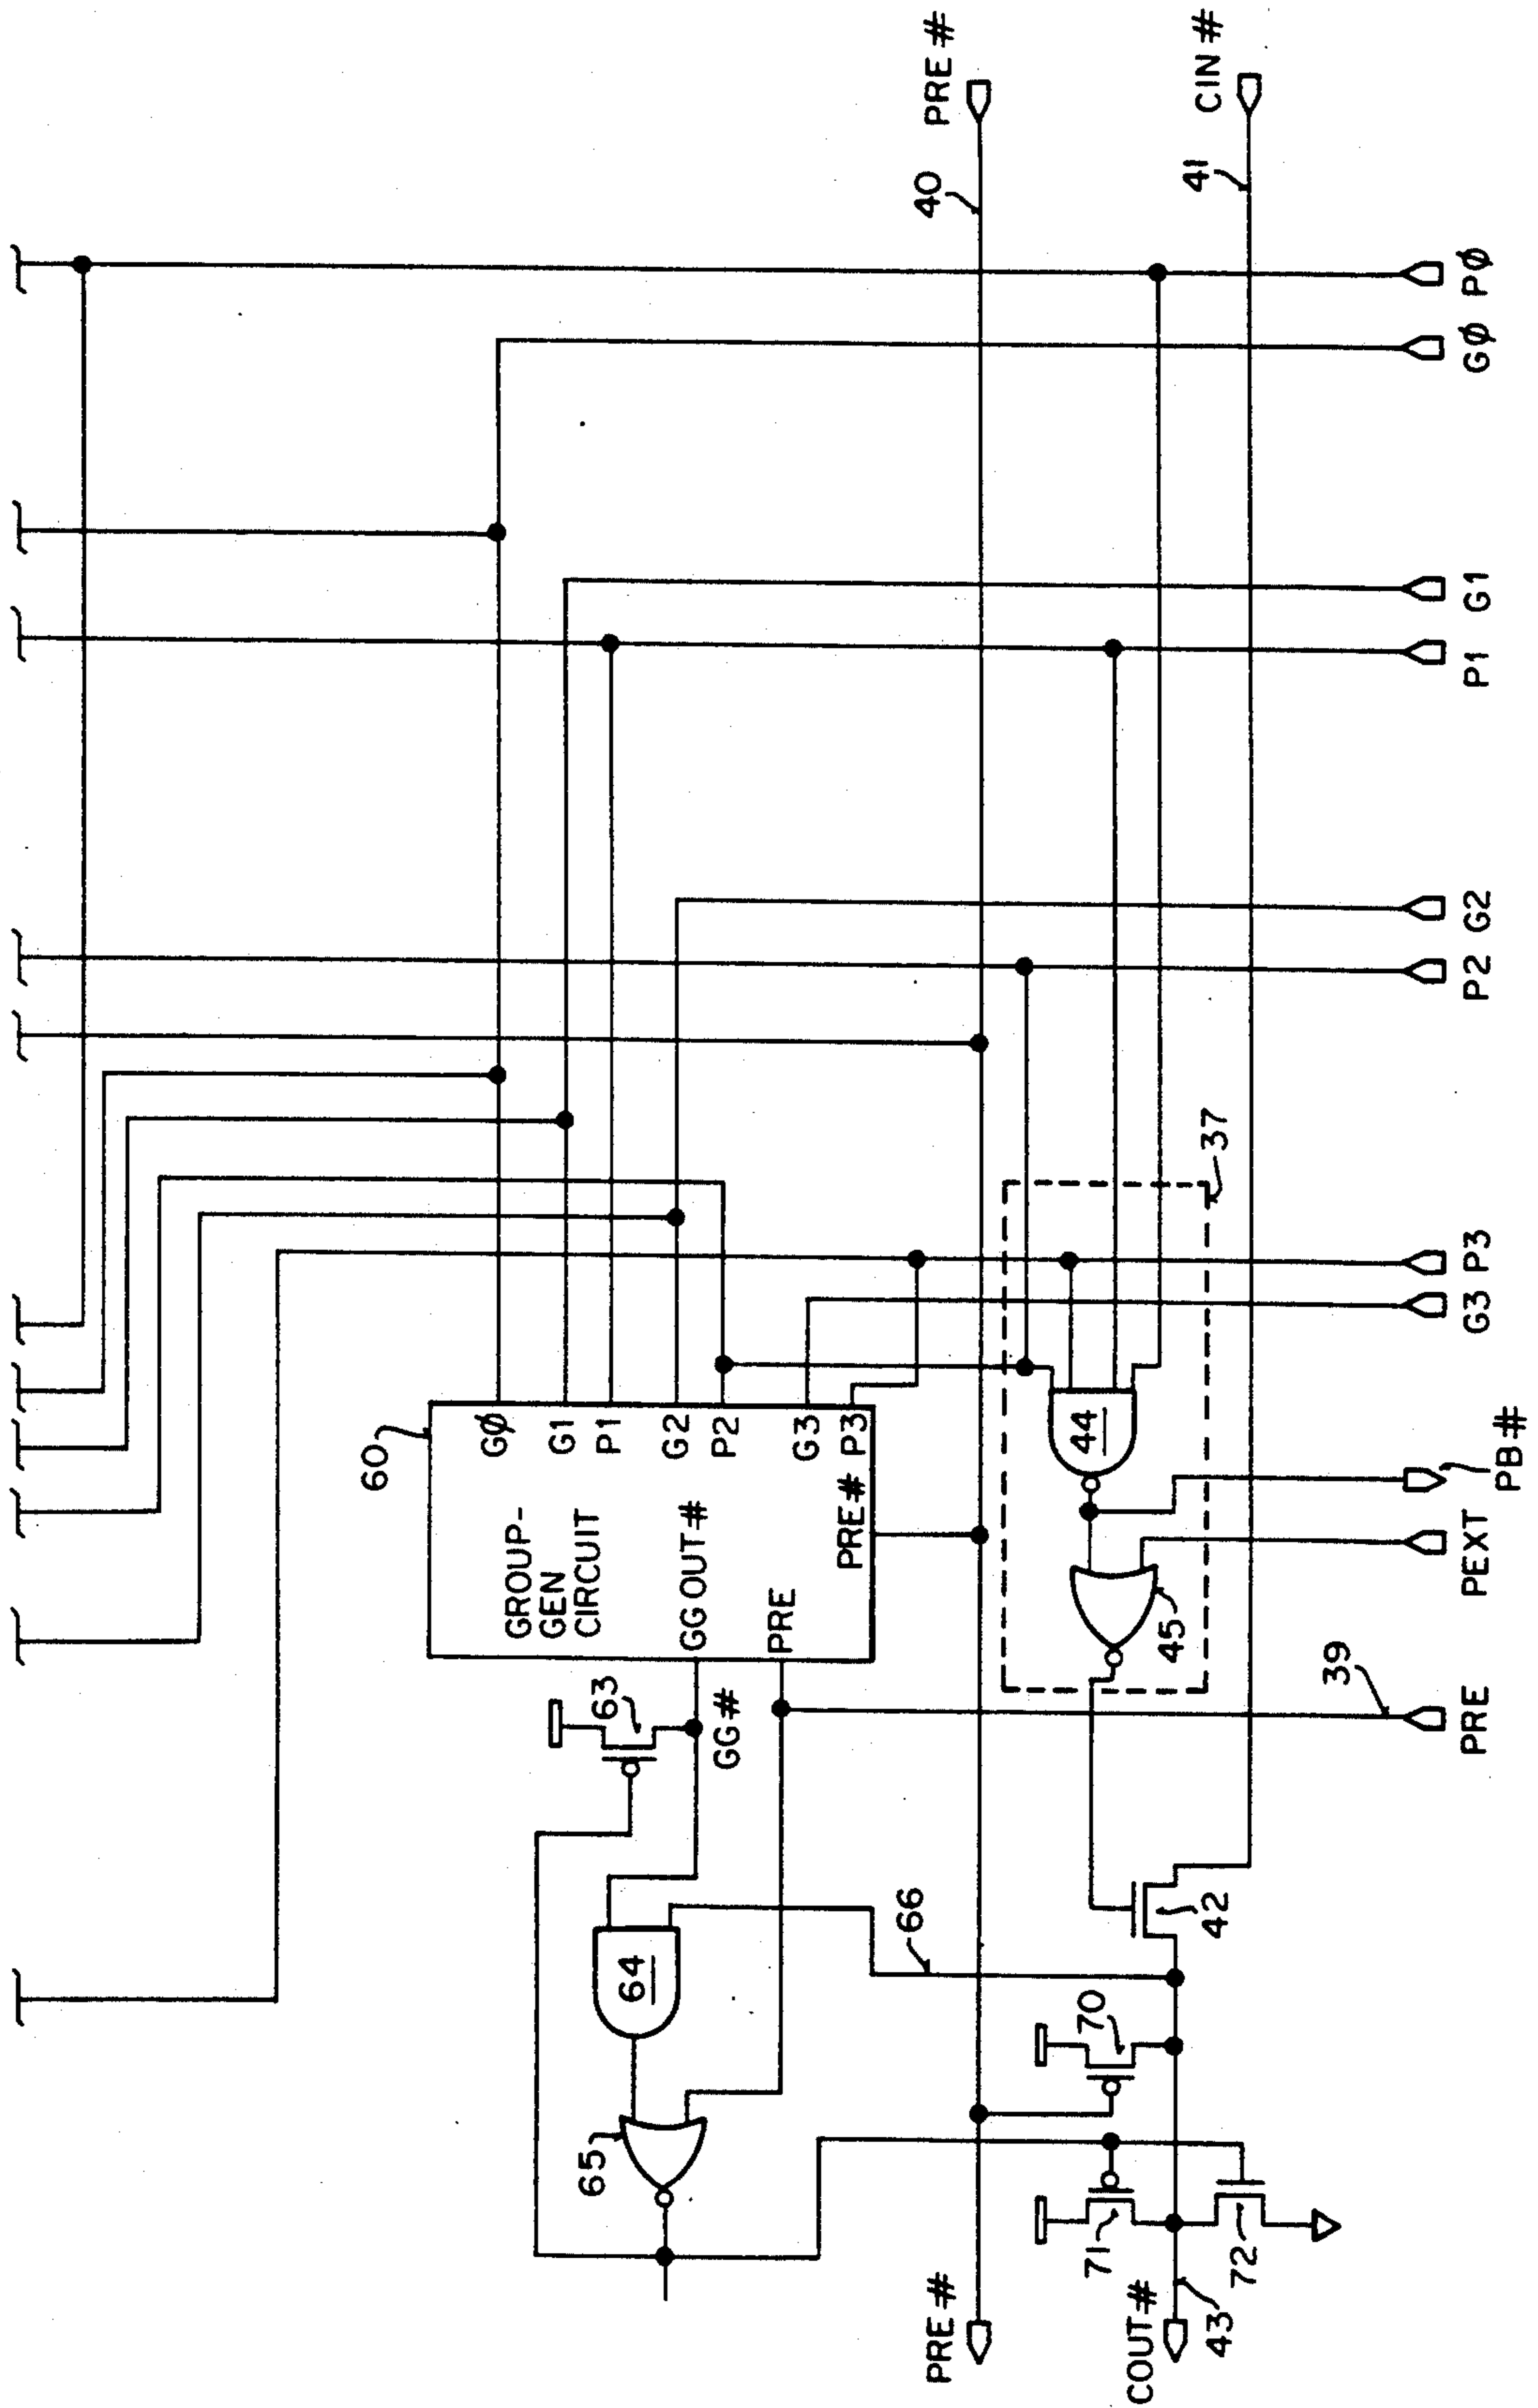 PRE #
CIN #
40
41
PØ
GØ
G1
P1
G2
P2
37
P3
G3
60
GØ
G1
P1
G2
P2
G3
P3
GROUP-
GEN
CIRCUIT
GG OUT #
PRE #
PRE
44
45
PB #
PEXT
39
PRE
63
GG #
42
66
64
70
65
71
72
PRE #
COUT #
43